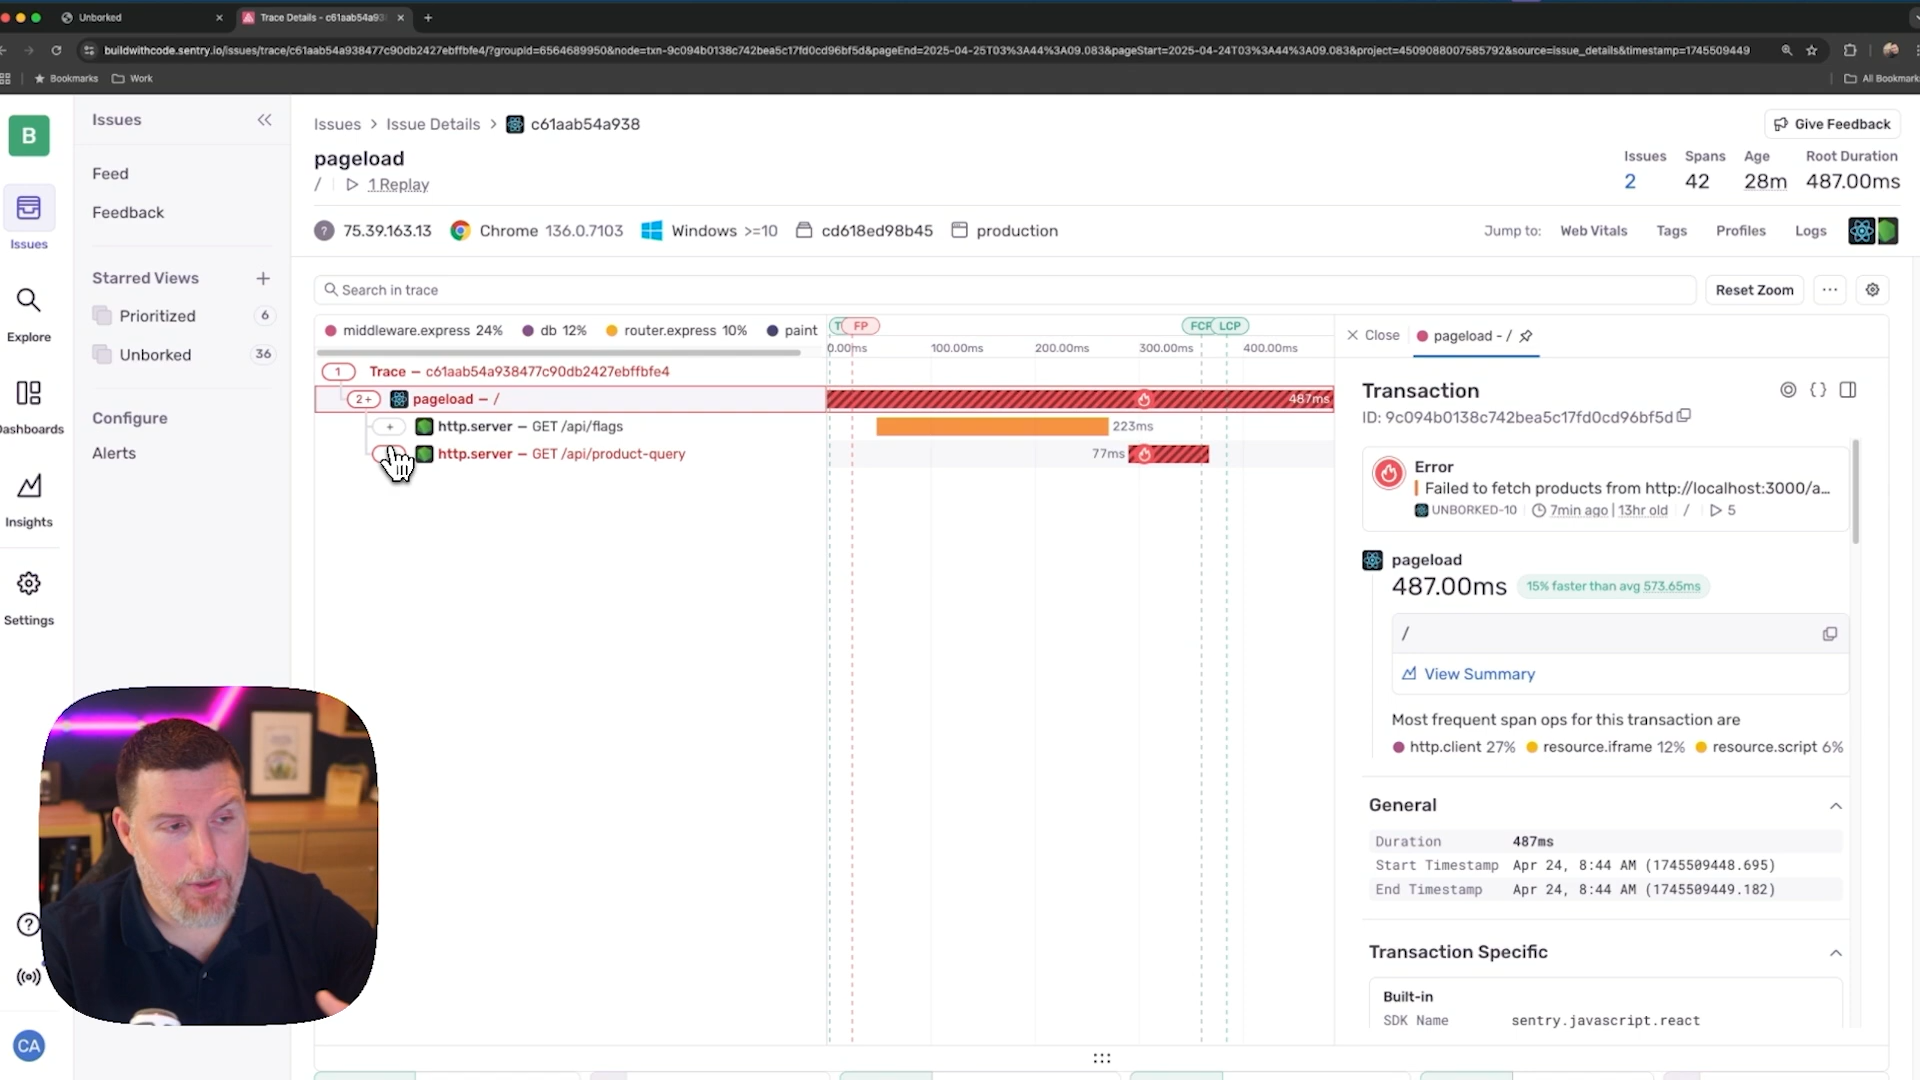 Unborked
Trace Details - c61aab54a93
buildwithcode.sentry.io/issues/trace/c61aab54a938477c90db2427ebffbfe4/?groupId=6564689950&node=txn-9c094b0138c742bea5c17fd0cd96bf5d&pageEnd=2025-04-25T03%3A44%3A09.083&pageStart=2025-04-24T03%3A44%3A09.083&project=4509088007585792&source=issue_details&timestamp=1745509449
Bookmarks
Work
All Bookmark
B
Issues
Explore
Dashboards
Insights
Settings
CA
Issues
Feed
Feedback
Starred Views
Prioritized 6
Unborked 36
Configure
Alerts
Issues > Issue Details > c61aab54a938
Give Feedback
pageload
/ 1 Replay
Issues Spans Age Root Duration
2 42 28m 487.00ms
75.39.163.13 Chrome 136.0.7103 Windows >=10 cd618ed98b45 production
Jump to: Web Vitals Tags Profiles Logs
Search in trace
Reset Zoom
middleware.express 24% db 12% router.express 10% paint
T FP FCP LCP
0.00ms 100.00ms 200.00ms 300.00ms 400.00ms
1 Trace – c61aab54a938477c90db2427ebffbfe4
2+ pageload – / 487ms
+ http.server – GET /api/flags 223ms
http.server – GET /api/product-query 77ms
Close pageload - /
Transaction
ID: 9c094b0138c742bea5c17fd0cd96bf5d
Error
Failed to fetch products from http://localhost:3000/a...
UNBORKED-10 7min ago | 13hr old / 5
pageload
487.00ms 15% faster than avg 573.65ms
/
View Summary
Most frequent span ops for this transaction are
http.client 27% resource.iframe 12% resource.script 6%
General
Duration 487ms
Start Timestamp Apr 24, 8:44 AM (1745509448.695)
End Timestamp Apr 24, 8:44 AM (1745509449.182)
Transaction Specific
Built-in
SDK Name sentry.javascript.react